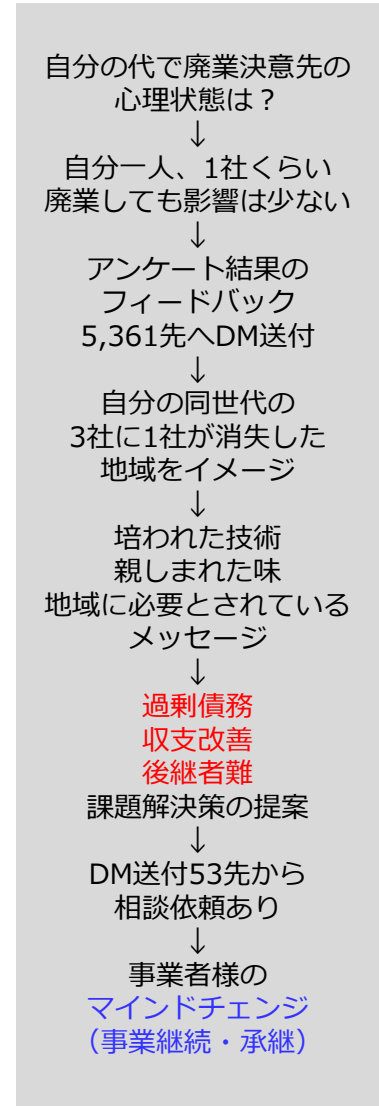 自分の代で廃業決意先の
心理状態は？
↓
自分一人、1社くらい
廃業しても影響は少ない
↓
アンケート結果の
フィードバック
5,361先へDM送付
↓
自分の同世代の
3社に1社が消失した
地域をイメージ
↓
培われた技術
親しまれた味
地域に必要とされている
メッセージ
↓
過剰債務
収支改善
後継者難
課題解決策の提案
↓
DM送付53先から
相談依頼あり
↓
事業者様の
マインドチェンジ
（事業継続・承継）